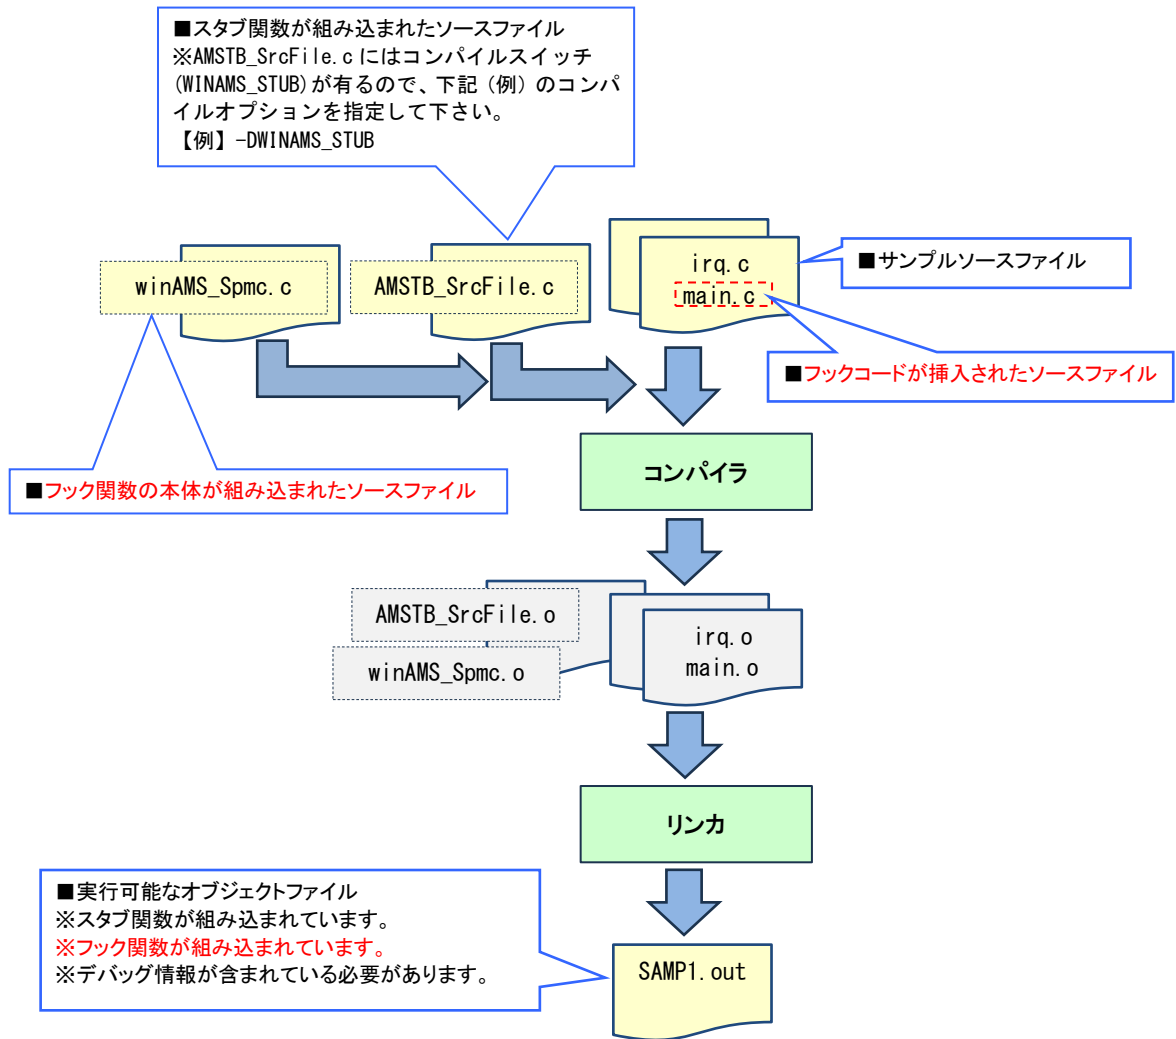 ■スタブ関数が組み込まれたソースファイル
※AMSTB_SrcFile.c にはコンパイルスイッチ
(WINAMS_STUB)が有るので、下記（例）のコンパ
イルオプションを指定して下さい。
【例】-DWINAMS_STUB
winAMS_Spmc.c
AMSTB_SrcFile.c
irq.c
main.c
■サンプルソースファイル
■フックコードが挿入されたソースファイル
■フック関数の本体が組み込まれたソースファイル
コンパイラ
AMSTB_SrcFile.o
winAMS_Spmc.o
irq.o
main.o
リンカ
■実行可能なオブジェクトファイル
※スタブ関数が組み込まれています。
※フック関数が組み込まれています。
※デバッグ情報が含まれている必要があります。
SAMP1.out